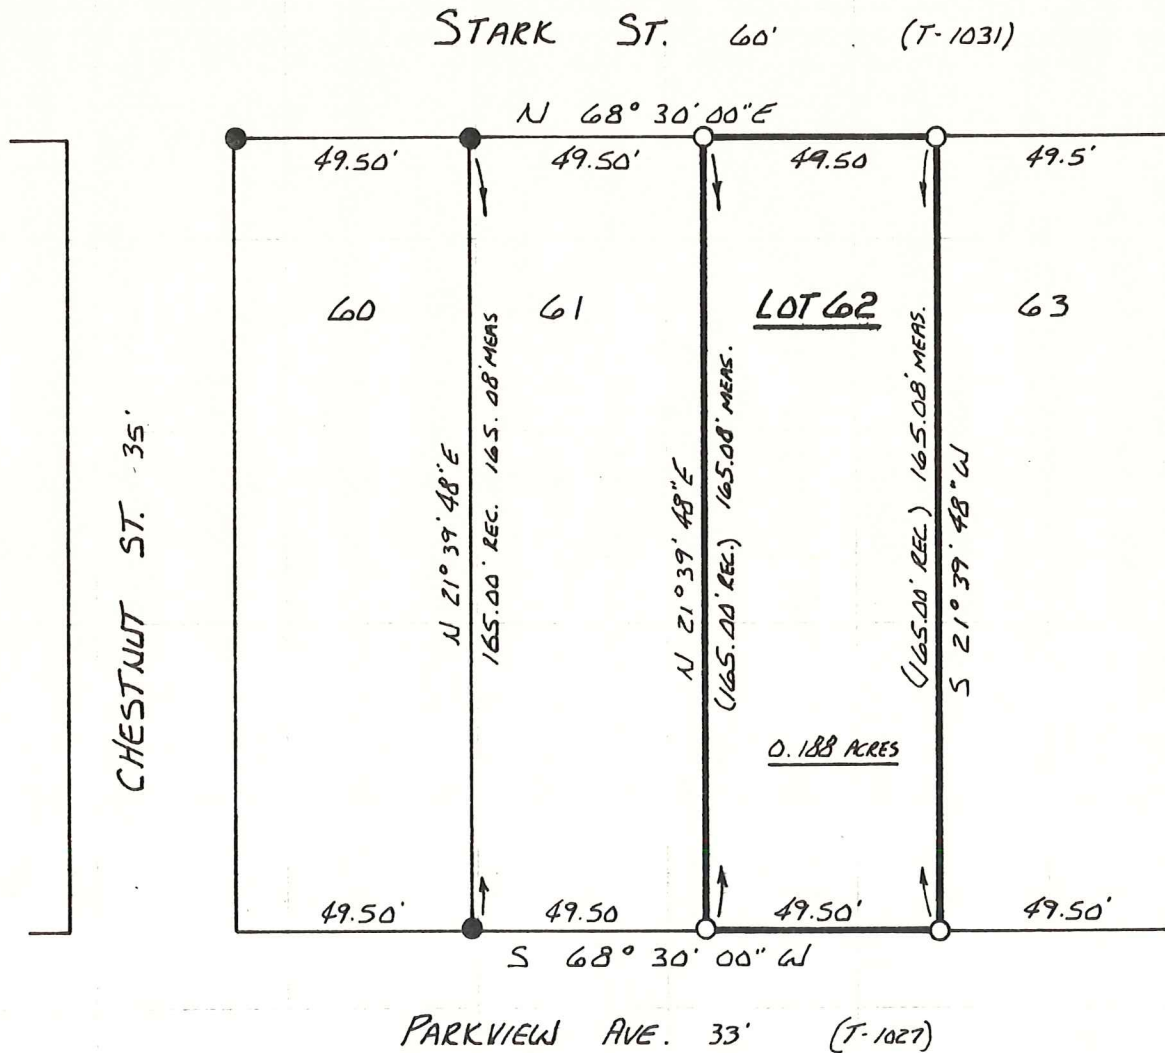 STARK ST. 60' (T-1031)
N 68° 30' 00" E
49.50' 49.50' 49.50 49.5'
60 61 LOT 62 63
CHESTNUT ST. 35'
N 21° 39' 48" E
165.00' REC. 165.08' MEAS
N 21° 39' 48" E
(165.00' REC.) 165.08' MEAS.
(165.00' REC.) 165.08' MEAS.
S 21° 39' 48" W
0.188 ACRES
49.50' 49.50 49.50' 49.50'
S 68° 30' 00" W
PARKVIEW AVE. 33' (T-1027)